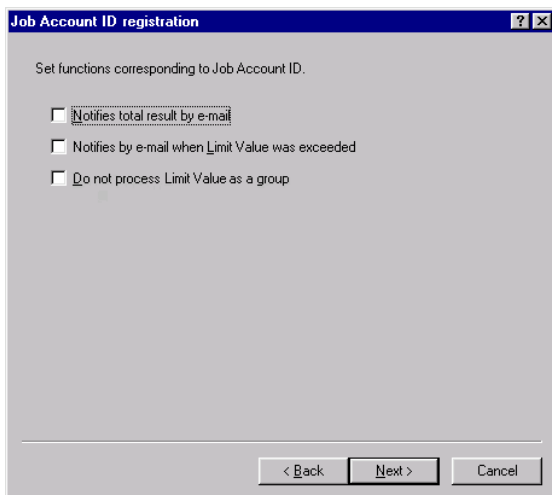 Job Account ID registration
Set functions corresponding to Job Account ID.
Notifies total result by e-mail
Notifies by e-mail when Limit Value was exceeded
Do not process Limit Value as a group
< Back Next > Cancel